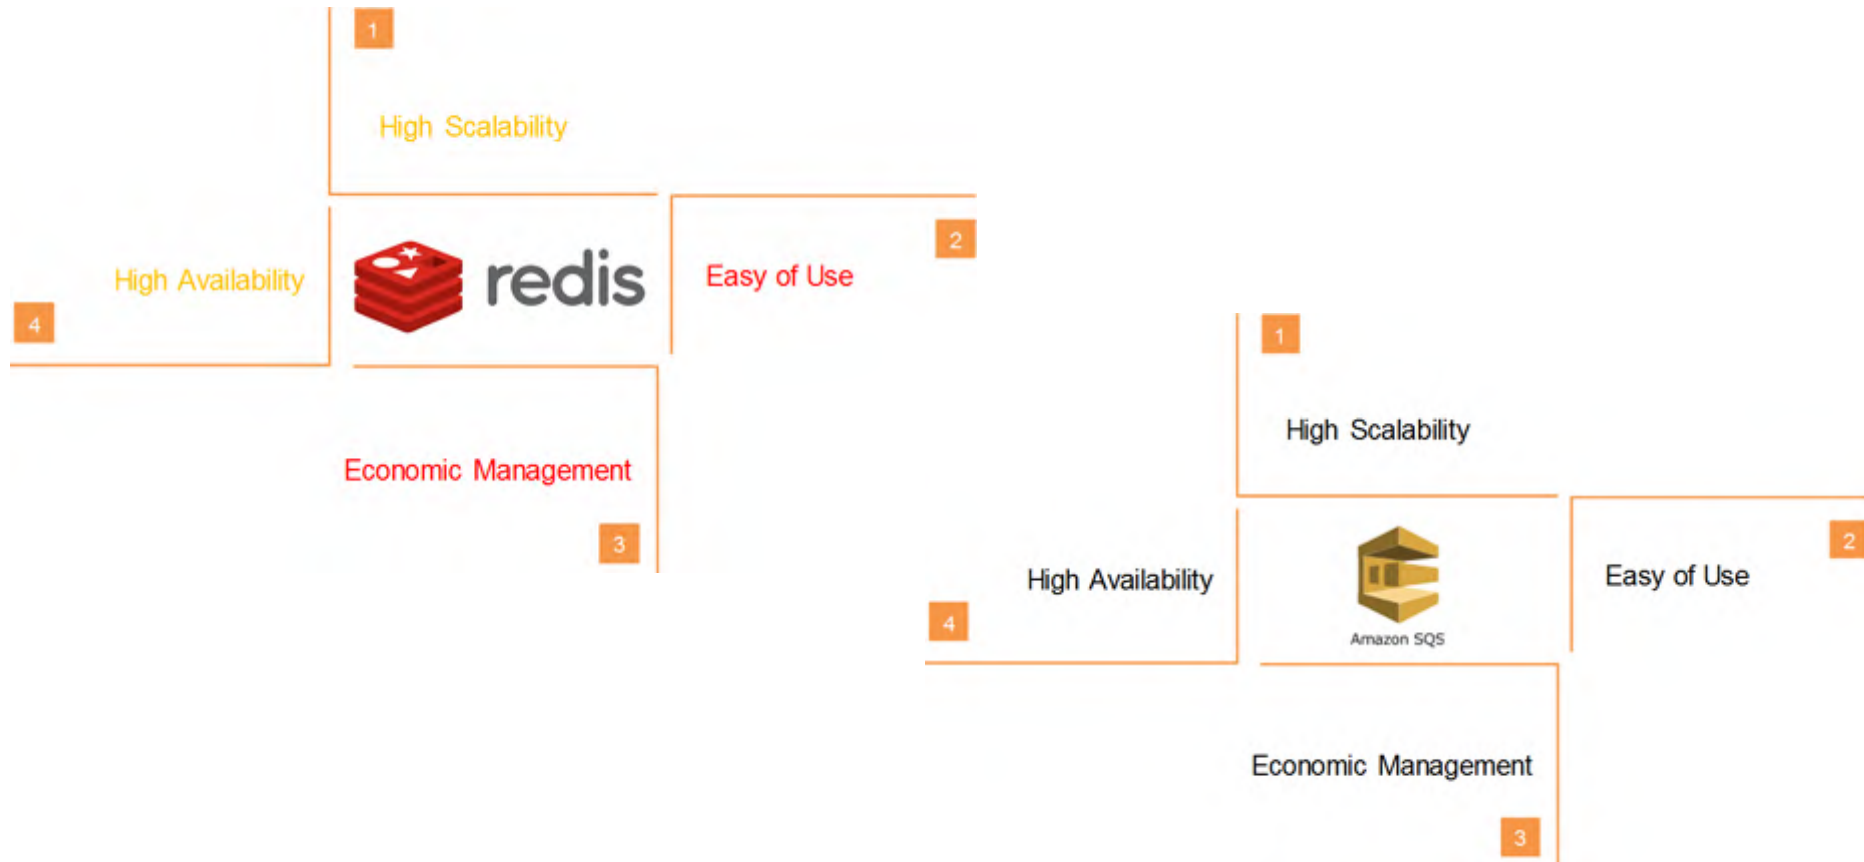 1
High Scalability
2
redis
Easy of Use
High Availability
4
Economic Management
3
1
High Scalability
2
Easy of Use
High Availability
4
Amazon SQS
Economic Management
3